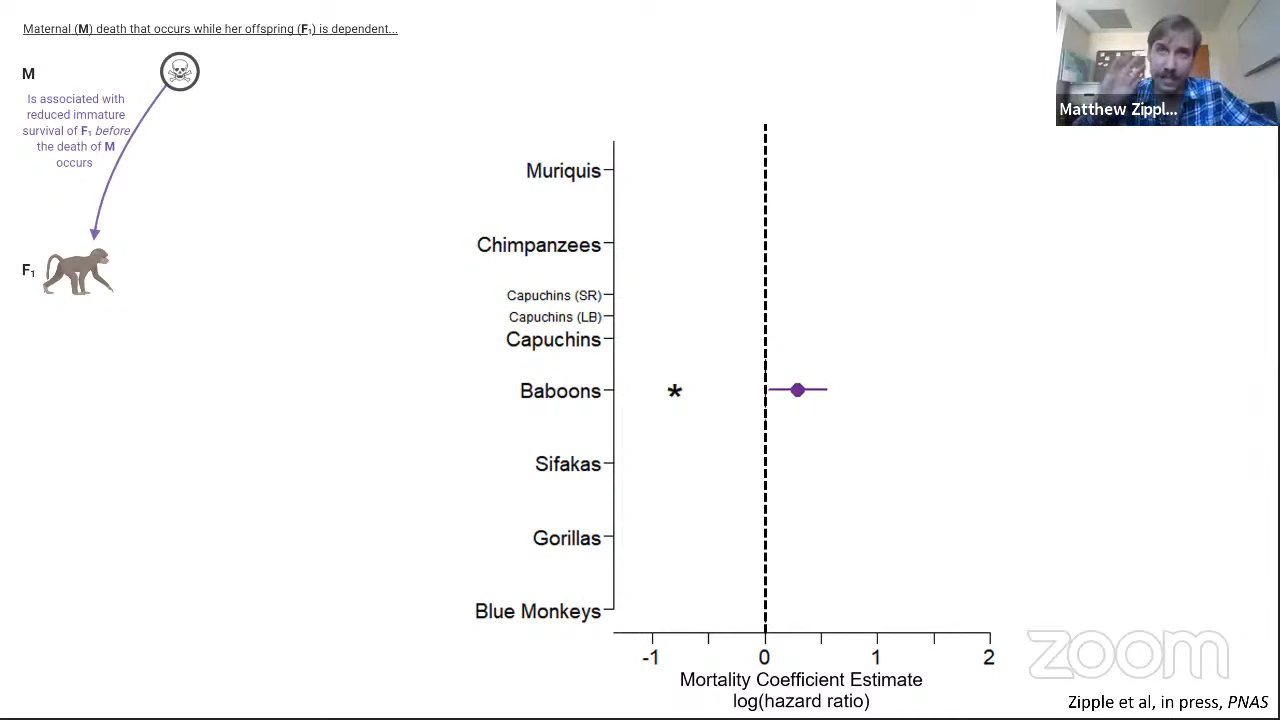 Maternal (M) death that occurs while her offspring (F₁) is dependent...
M
Is associated with
reduced immature
survival of F₁ before
the death of M
occurs
F₁
Matthew Zippl...
Muriquis
Chimpanzees
Capuchins (SR)
Capuchins (LB)
Capuchins
Baboons
*
Sifakas
Gorillas
Blue Monkeys
-1 0 1 2
Mortality Coefficient Estimate
log(hazard ratio)
zoom
Zipple et al, in press, PNAS